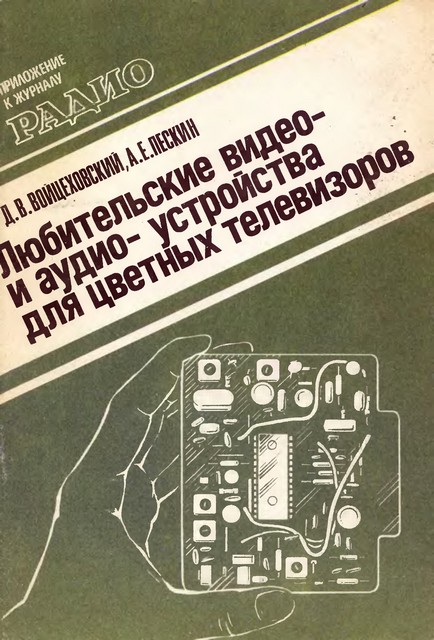 ПРИЛОЖЕНИЕ
К ЖУРНАЛУ
РАДИО
Д. В. ВОЙЦЕХОВСКИЙ, А. Е. ПЕСКИН
Любительские видео-
и аудио- устройства
для цветных телевизоров